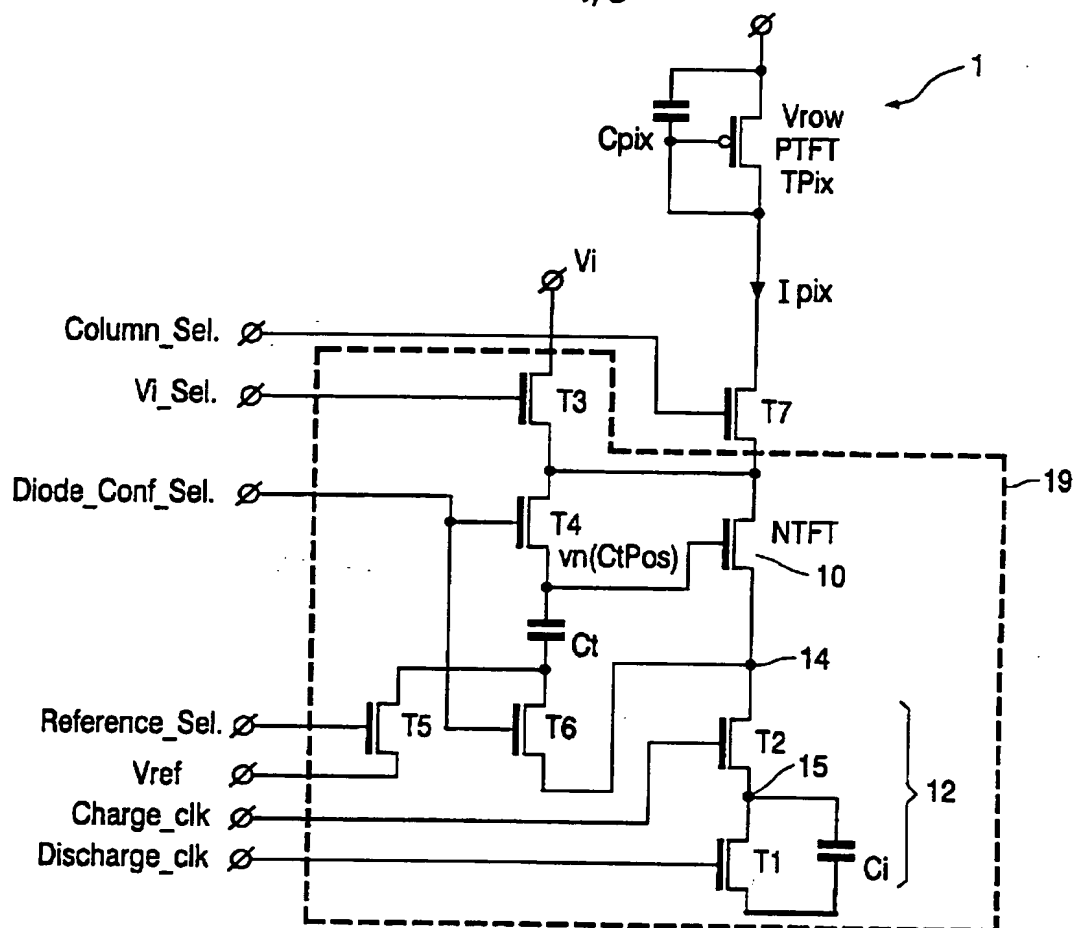 1
Cpix
Vrow
PTFT
TPix
Vi
I pix
Column_Sel.
Vi_Sel.
T3
T7
Diode_Conf_Sel.
T4
NTFT
19
vn(CtPos)
10
Ct
14
Reference_Sel.
T5
T6
T2
Vref
15
12
Charge_clk
Discharge_clk
T1
Ci